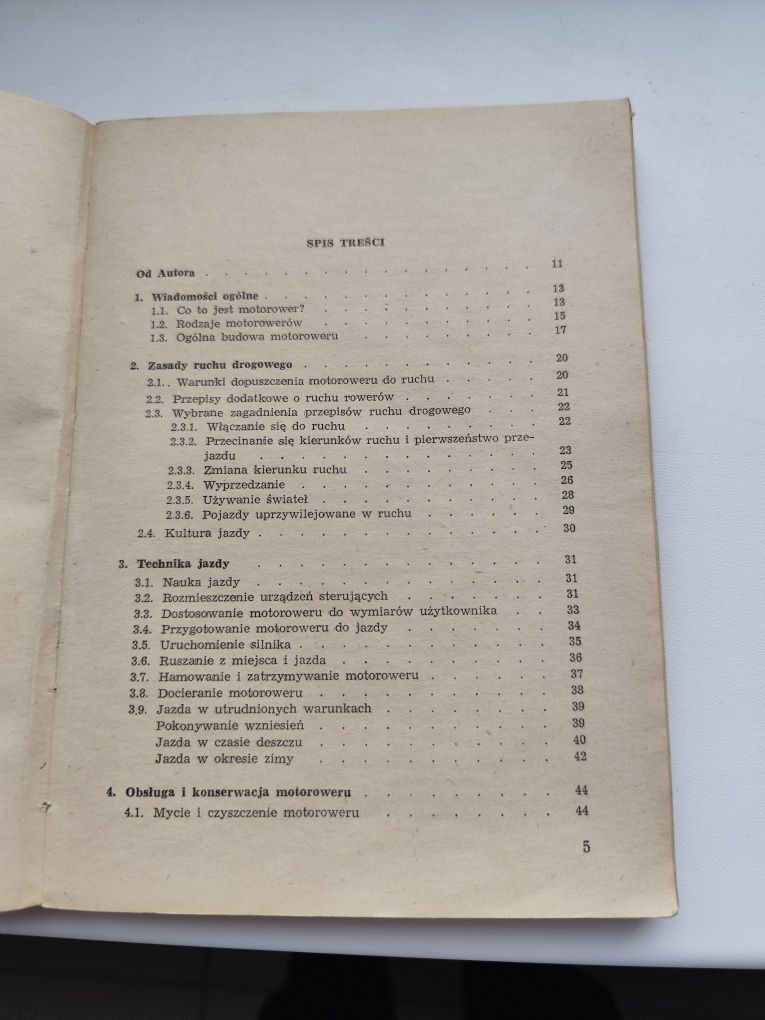 SPIS TREŚCI
Od Autora . . . . . . . . . . . . . . . . . 11
1. Wiadomości ogólne . . . . . . . . . . . . . 13
1.1. Co to jest motorower? . . . . . . . . . . 13
1.2. Rodzaje motorowerów . . . . . . . . . . 15
1.3. Ogólna budowa motoroweru . . . . . . . . 17
2. Zasady ruchu drogowego . . . . . . . . . . . 20
2.1. . Warunki dopuszczenia motoroweru do ruchu . . . . 20
2.2. Przepisy dodatkowe o ruchu rowerów . . . . . . 21
2.3. Wybrane zagadnienia przepisów ruchu drogowego . . . 22
2.3.1. Włączanie się do ruchu . . . . . . . . 22
2.3.2. Przecinanie się kierunków ruchu i pierwszeństwo prze-
jazdu . . . . . . . . . . . . 23
2.3.3. Zmiana kierunku ruchu . . . . . . . . 25
2.3.4. Wyprzedzanie . . . . . . . . . . 26
2.3.5. Używanie świateł . . . . . . . . . 28
2.3.6. Pojazdy uprzywilejowane w ruchu . . . . . 29
2.4. Kultura jazdy . . . . . . . . . . . . 30
3. Technika jazdy . . . . . . . . . . . . 31
3.1. Nauka jazdy . . . . . . . . . . . . 31
3.2. Rozmieszczenie urządzeń sterujących . . . . . . 31
3.3. Dostosowanie motoroweru do wymiarów użytkownika . . 33
3.4. Przygotowanie motoroweru do jazdy . . . . . . 34
3.5. Uruchomienie silnika . . . . . . . . . . 35
3.6. Ruszanie z miejsca i jazda . . . . . . . . 36
3.7. Hamowanie i zatrzymywanie motoroweru . . . . . 37
3.8. Docieranie motoroweru . . . . . . . . . 38
3.9. Jazda w utrudnionych warunkach . . . . . . . 39
Pokonywanie wzniesień . . . . . . . . . 39
Jazda w czasie deszczu . . . . . . . . . 40
Jazda w okresie zimy . . . . . . . . . 42
4. Obsługa i konserwacja motoroweru . . . . . . . . 44
4.1. Mycie i czyszczenie motoroweru . . . . . . . 44
5